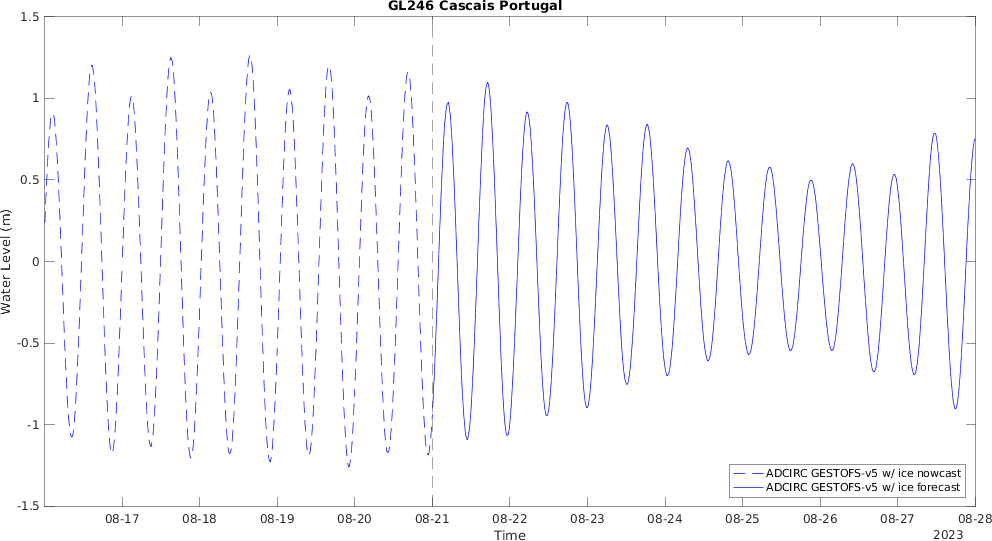 GL246 Cascais Portugal
1.5
1
0.5
0
-0.5
-1
-1.5
Water Level (m)
08-17 08-18 08-19 08-20 08-21 08-22 08-23 08-24 08-25 08-26 08-27 08-28
Time
2023
ADCIRC GESTOFS-v5 w/ ice nowcast
ADCIRC GESTOFS-v5 w/ ice forecast